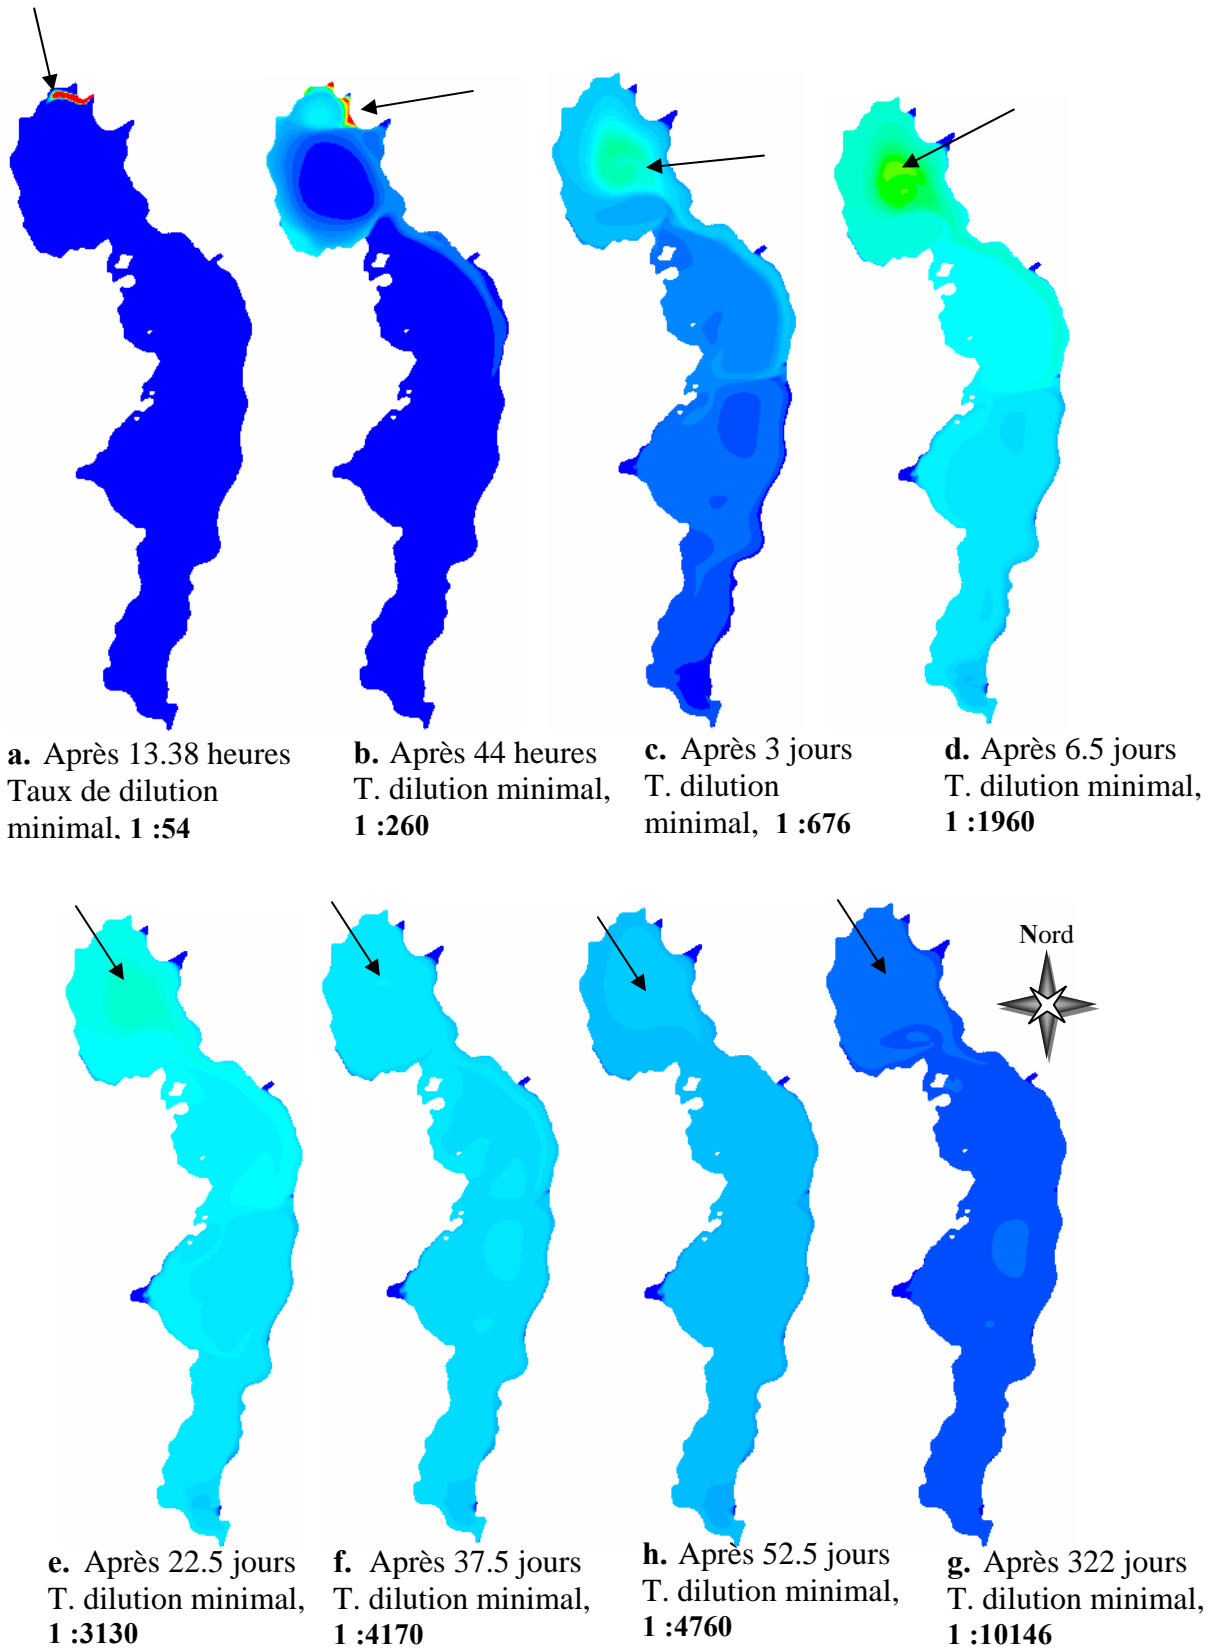 a. Après 13.38 heures
Taux de dilution
minimal, 1 :54
b. Après 44 heures
T. dilution minimal,
1 :260
c. Après 3 jours
T. dilution
minimal, 1 :676
d. Après 6.5 jours
T. dilution minimal,
1 :1960
Nord
e. Après 22.5 jours
T. dilution minimal,
1 :3130
f. Après 37.5 jours
T. dilution minimal,
1 :4170
h. Après 52.5 jours
T. dilution minimal,
1 :4760
g. Après 322 jours
T. dilution minimal,
1 :10146